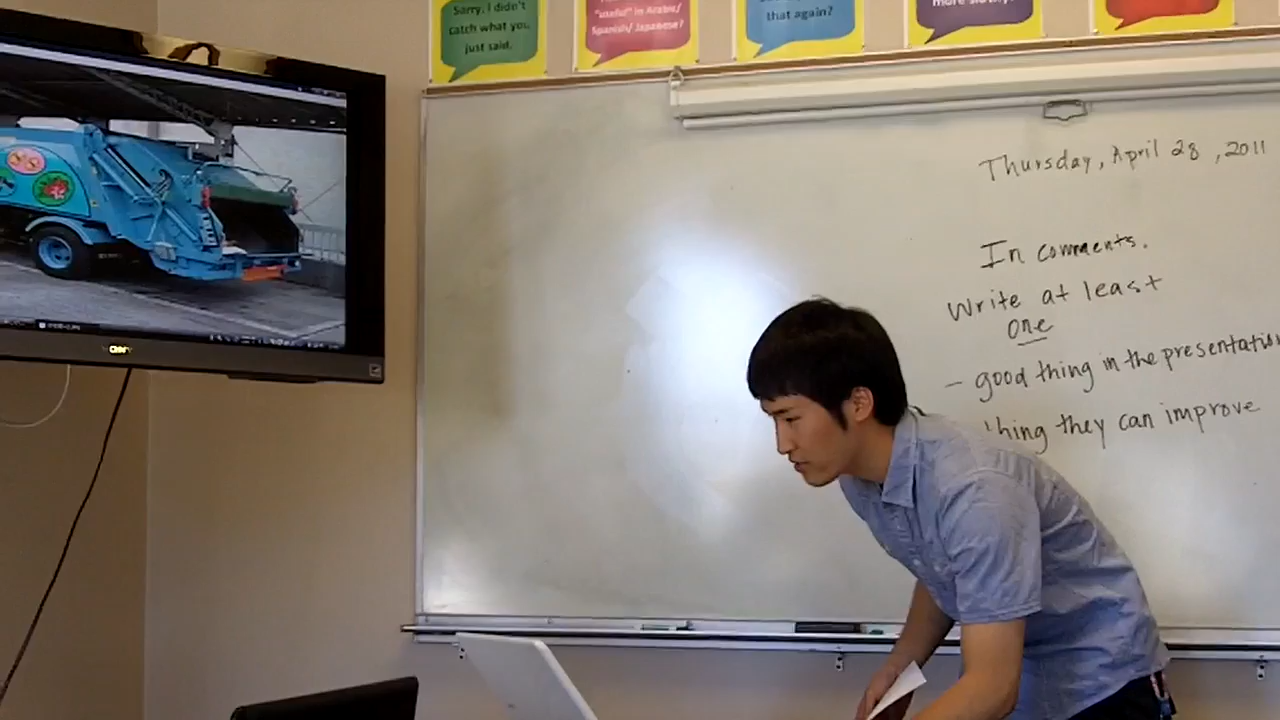 Sorry, I didn't
catch what you
just said.
"useful" in Arabic/
Spanish/ Japanese?
that again?
more slowly?
Thursday, April 28, 2011
In comments.
Write at least
one
- good thing in the presentation
thing they can improve